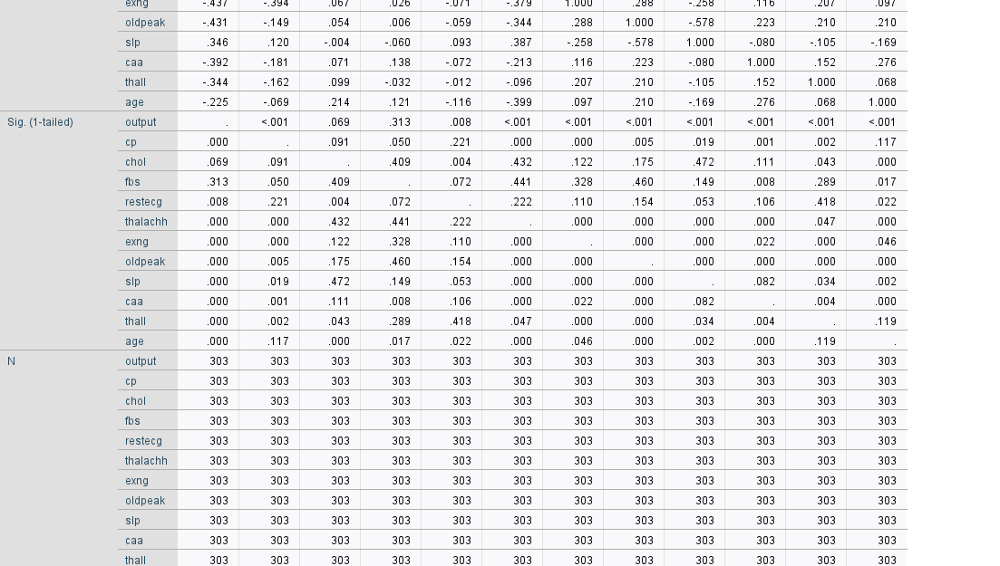 exng -.437 -.394 .067 .026 -.071 -.379 1.000 .288 -.258 .116 .207 .097
oldpeak -.431 -.149 .054 .006 -.059 -.344 .288 1.000 -.578 .223 .210 .210
slp .346 .120 -.004 -.060 .093 .387 -.258 -.578 1.000 -.080 -.105 -.169
caa -.392 -.181 .071 .138 -.072 -.213 .116 .223 -.080 1.000 .152 .276
thall -.344 -.162 .099 -.032 -.012 -.096 .207 .210 -.105 .152 1.000 .068
age -.225 -.069 .214 .121 -.116 -.399 .097 .210 -.169 .276 .068 1.000
Sig. (1-tailed) output . <.001 .069 .313 .008 <.001 <.001 <.001 <.001 <.001 <.001 <.001
cp .000 . .091 .050 .221 .000 .000 .005 .019 .001 .002 .117
chol .069 .091 . .409 .004 .432 .122 .175 .472 .111 .043 .000
fbs .313 .050 .409 . .072 .441 .328 .460 .149 .008 .289 .017
restecg .008 .221 .004 .072 . .222 .110 .154 .053 .106 .418 .022
thalachh .000 .000 .432 .441 .222 . .000 .000 .000 .000 .047 .000
exng .000 .000 .122 .328 .110 .000 . .000 .000 .022 .000 .046
oldpeak .000 .005 .175 .460 .154 .000 .000 . .000 .000 .000 .000
slp .000 .019 .472 .149 .053 .000 .000 .000 . .082 .034 .002
caa .000 .001 .111 .008 .106 .000 .022 .000 .082 . .004 .000
thall .000 .002 .043 .289 .418 .047 .000 .000 .034 .004 . .119
age .000 .117 .000 .017 .022 .000 .046 .000 .002 .000 .119 .
N output 303 303 303 303 303 303 303 303 303 303 303 303
cp 303 303 303 303 303 303 303 303 303 303 303 303
chol 303 303 303 303 303 303 303 303 303 303 303 303
fbs 303 303 303 303 303 303 303 303 303 303 303 303
restecg 303 303 303 303 303 303 303 303 303 303 303 303
thalachh 303 303 303 303 303 303 303 303 303 303 303 303
exng 303 303 303 303 303 303 303 303 303 303 303 303
oldpeak 303 303 303 303 303 303 303 303 303 303 303 303
slp 303 303 303 303 303 303 303 303 303 303 303 303
caa 303 303 303 303 303 303 303 303 303 303 303 303
thall 303 303 303 303 303 303 303 303 303 303 303 303